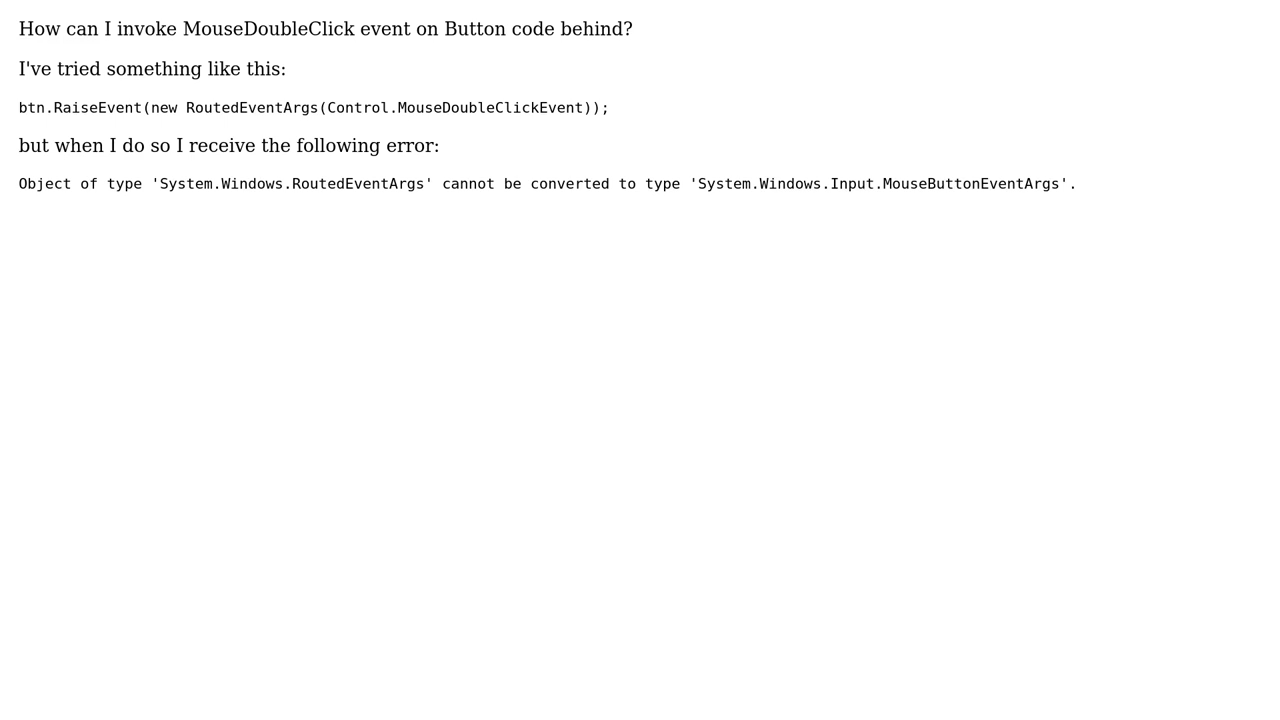 How can I invoke MouseDoubleClick event on Button code behind?
I've tried something like this:
btn.RaiseEvent(new RoutedEventArgs(Control.MouseDoubleClickEvent));
but when I do so I receive the following error:
Object of type 'System.Windows.RoutedEventArgs' cannot be converted to type 'System.Windows.Input.MouseButtonEventArgs'.